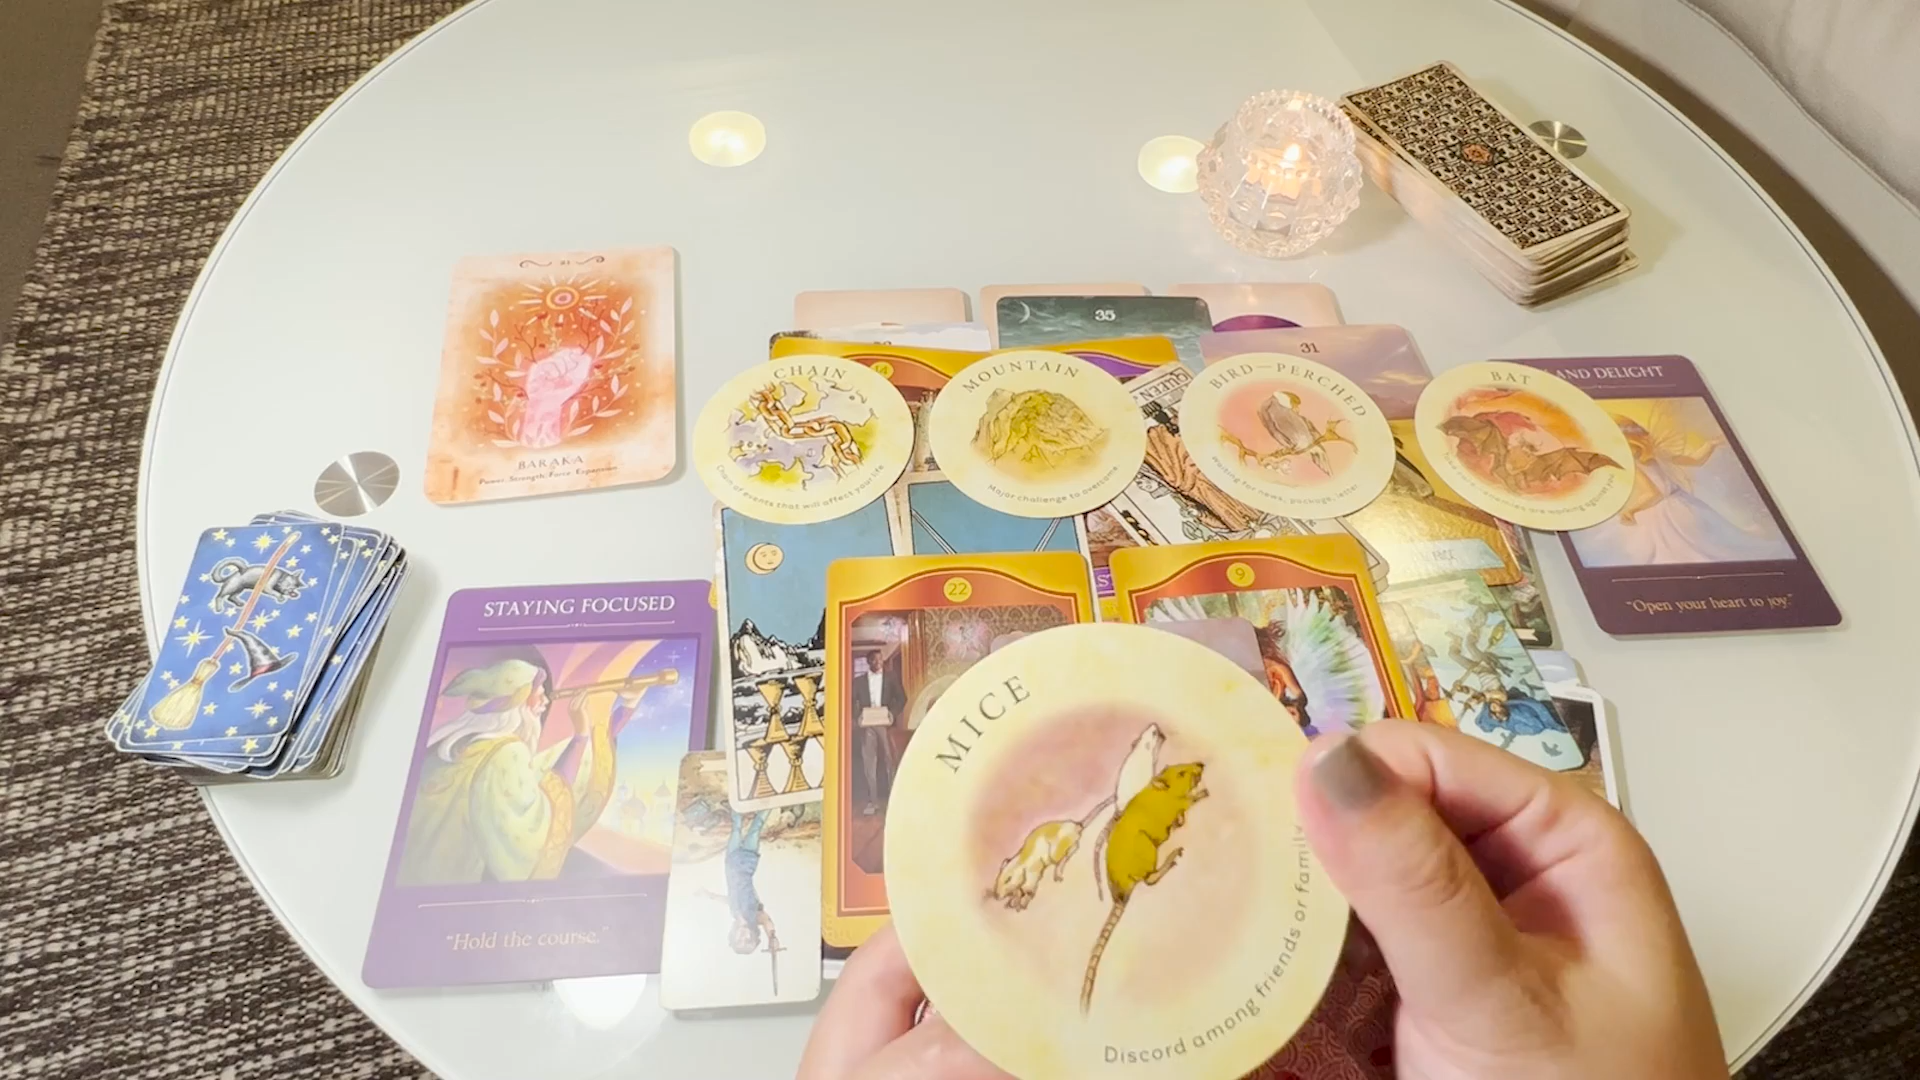 35
31
BARAKA
Power. Strength. Force. Expansion
CHAIN
Chain of events that will affect your life
14
MOUNTAIN
Major challenge to overcome
QUEEN
BIRD—PERCHED
Waiting for news, package, letter
BAT
AND DELIGHT
"Open your heart to joy."
STAYING FOCUSED
"Hold the course."
22
9
MICE
Discord among friends or family